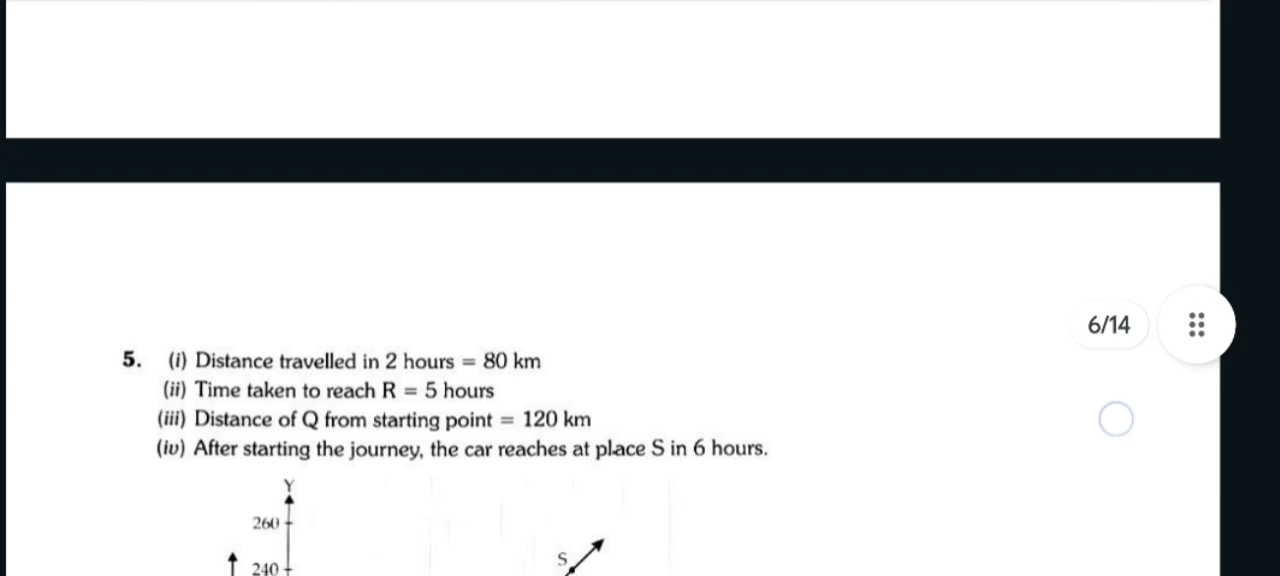 6/14
5. (i) Distance travelled in 2 hours = 80 km
(ii) Time taken to reach R = 5 hours
(iii) Distance of Q from starting point = 120 km
(iv) After starting the journey, the car reaches at place S in 6 hours.
Y
260
S
240